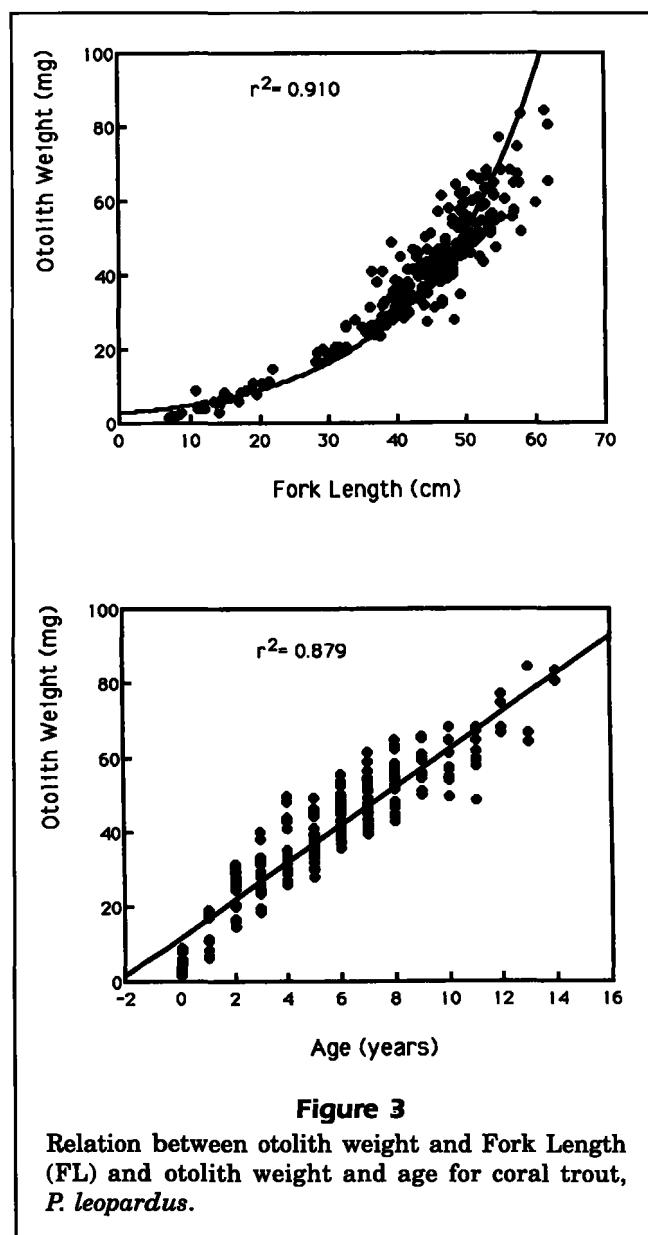 100
80
60
40
20
0
Otolith Weight (mg)
r²= 0.910
0 10 20 30 40 50 60 70
Fork Length (cm)
100
80
60
40
20
0
Otolith Weight (mg)
r²= 0.879
-2 0 2 4 6 8 10 12 14 16
Age (years)
Figure 3
Relation between otolith weight and Fork Length
(FL) and otolith weight and age for coral trout,
P. leopardus.